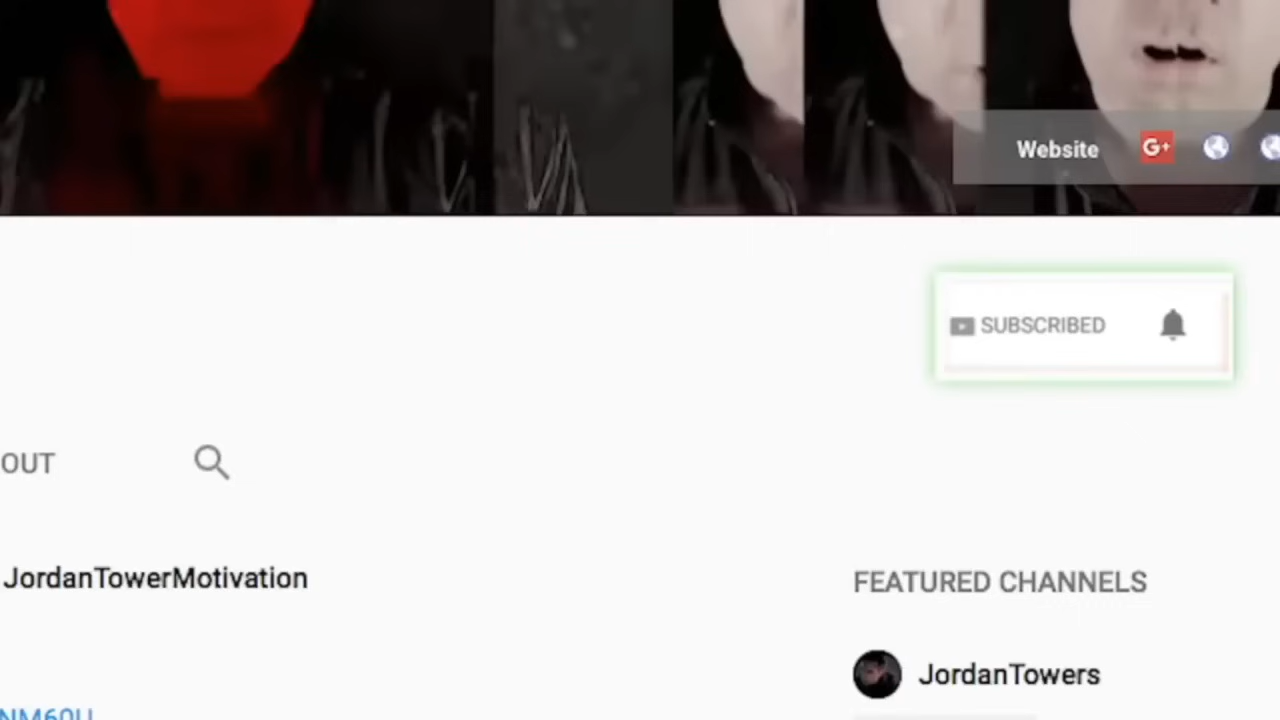 Website G+
SUBSCRIBED
OUT
JordanTowerMotivation
FEATURED CHANNELS
JordanTowers